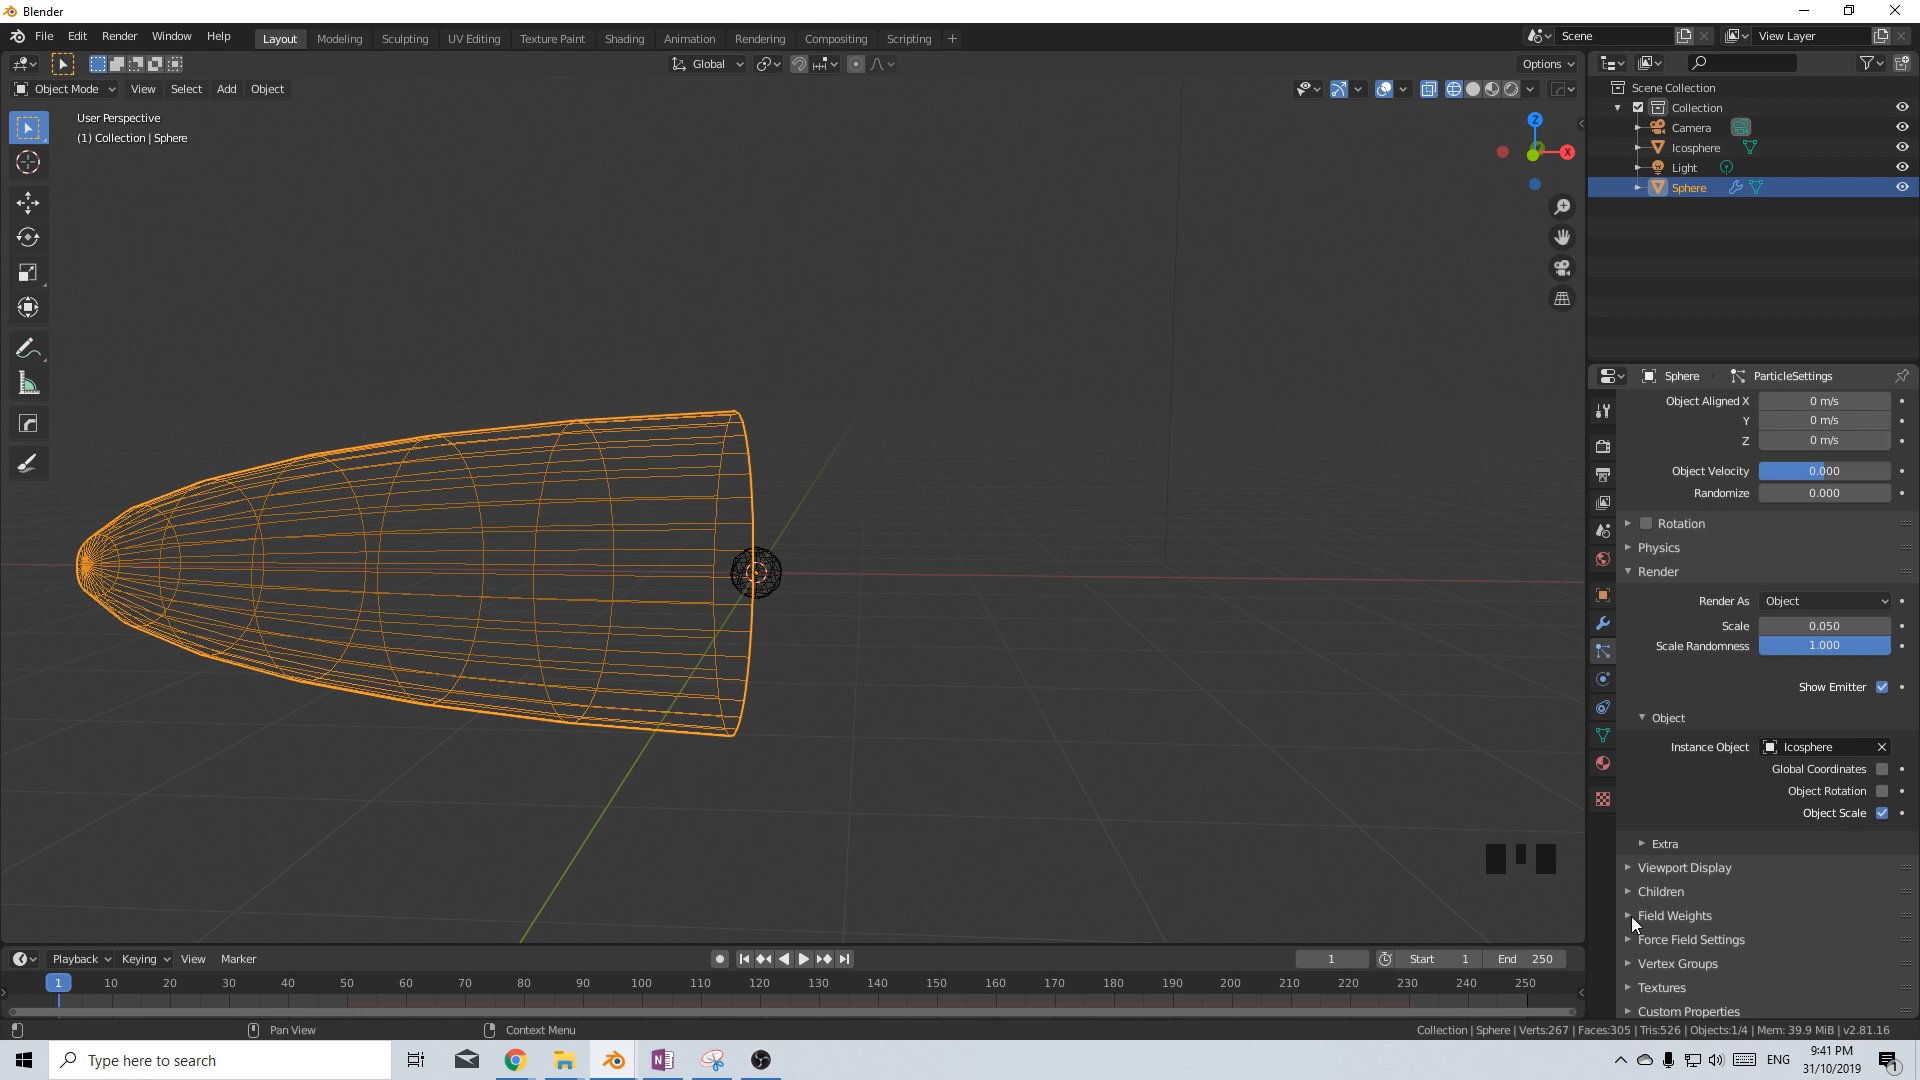 Blender
File Edit Render Window Help Layout Modeling Sculpting UV Editing Texture Paint Shading Animation Rendering Compositing Scripting + Scene View Layer
Global Options
Object Mode View Select Add Object
User Perspective
(1) Collection | Sphere
Z
X
Scene Collection
Collection
Camera
Icosphere
Light
Sphere
Sphere ParticleSettings
Object Aligned X 0 m/s
Y 0 m/s
Z 0 m/s
Object Velocity 0.000
Randomize 0.000
Rotation
Physics
Render
Render As Object
Scale 0.050
Scale Randomness 1.000
Show Emitter
Object
Instance Object Icosphere
Global Coordinates
Object Rotation
Object Scale
Extra
Viewport Display
Children
Field Weights
Force Field Settings
Vertex Groups
Textures
Custom Properties
Playback Keying View Marker 1 Start 1 End 250
1 10 20 30 40 50 60 70 80 90 100 110 120 130 140 150 160 170 180 190 200 210 220 230 240 250
Pan View Context Menu Collection | Sphere | Verts:267 | Faces:305 | Tris:526 | Objects:1/4 | Mem: 39.9 MiB | v2.81.16
Type here to search
ENG
9:41 PM
31/10/2019
1